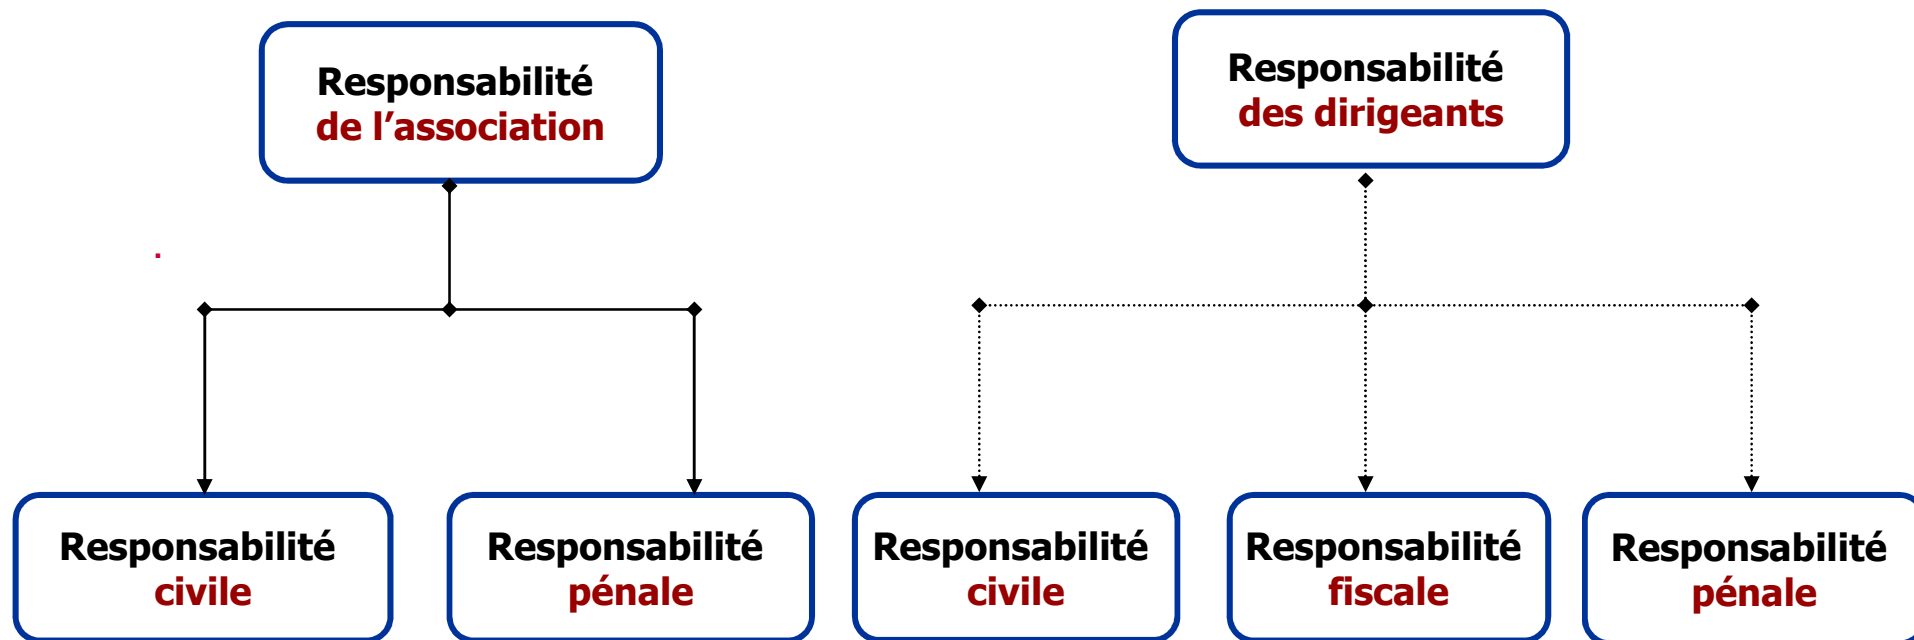 Responsabilité
de l’association
Responsabilité
des dirigeants
.
Responsabilité
civile
Responsabilité
pénale
Responsabilité
civile
Responsabilité
fiscale
Responsabilité
pénale